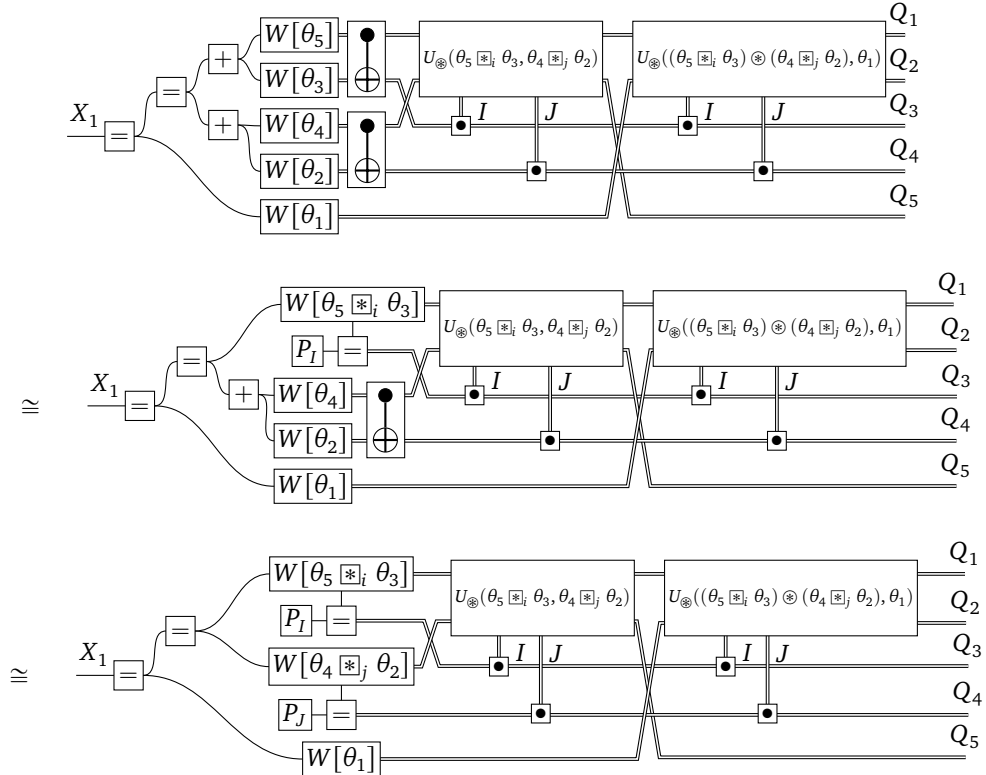 Q₁
W[θ₅]
+
U⊛(θ₅ ⧆ᵢ θ₃, θ₄ ⧆ⱼ θ₂)
U⊛((θ₅ ⧆ᵢ θ₃) ⊛ (θ₄ ⧆ⱼ θ₂), θ₁)
Q₂
W[θ₃]
=
Q₃
X₁
=
+
W[θ₄]
I
J
I
J
Q₄
W[θ₂]
Q₅
W[θ₁]
Q₁
W[θ₅ ⧆ᵢ θ₃]
U⊛(θ₅ ⧆ᵢ θ₃, θ₄ ⧆ⱼ θ₂)
U⊛((θ₅ ⧆ᵢ θ₃) ⊛ (θ₄ ⧆ⱼ θ₂), θ₁)
Q₂
=
P_I
=
Q₃
≅
X₁
=
+
W[θ₄]
I
J
I
J
Q₄
W[θ₂]
Q₅
W[θ₁]
Q₁
W[θ₅ ⧆ᵢ θ₃]
U⊛(θ₅ ⧆ᵢ θ₃, θ₄ ⧆ⱼ θ₂)
U⊛((θ₅ ⧆ᵢ θ₃) ⊛ (θ₄ ⧆ⱼ θ₂), θ₁)
Q₂
=
P_I
=
Q₃
≅
X₁
=
W[θ₄ ⧆ⱼ θ₂]
I
J
I
J
Q₄
P_J
=
Q₅
W[θ₁]